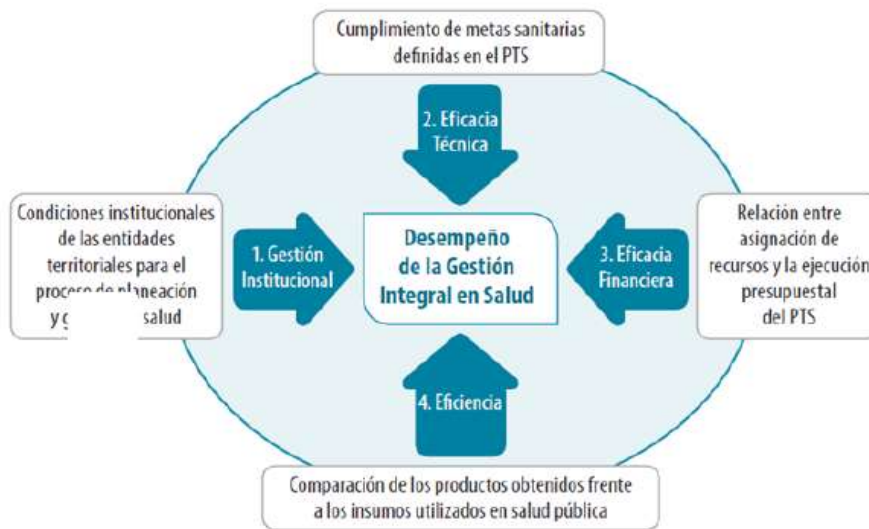 Cumplimiento de metas sanitarias
definidas en el PTS
2. Eficacia
Técnica
Condiciones institucionales
de las entidades
territoriales para el
de planeación
y salud
1. Gestión
Institucional
Desempeño
de la Gestión
Integral en Salud
3. Eficacia
Financiera
Relación entre
asignación de
recursos y la ejecución
presupuestal
del PTS
4. Eficiencia
Comparación de los productos obtenidos frente
a los insumos utilizados en salud pública